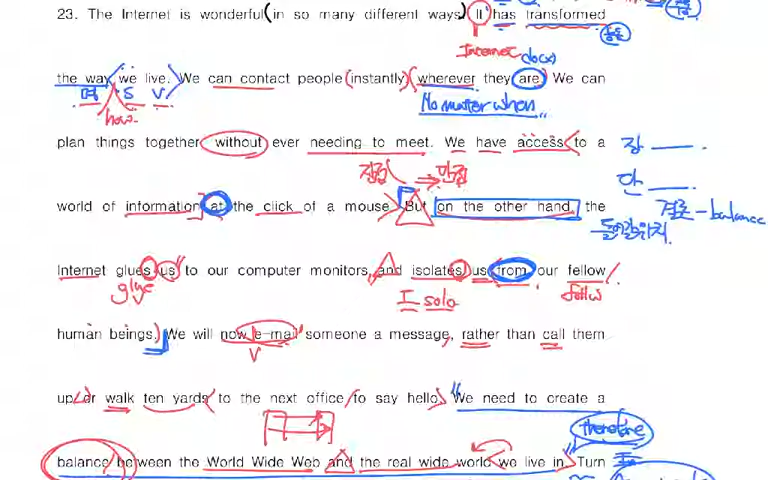 23. The Internet is wonderful (in so many different ways) It has transformed
Internet
the way we live. We can contact people (instantly) (wherever they are. We can
S V
No matter when
how
plan things together without ever needing to meet. We have access to a
장
단점
world of information at the click of a mouse. But on the other hand, the
balance
Internet glues us to our computer monitors, and isolates us from our fellow
glue
I solo
follow
human beings. We will now e-mail someone a message, rather than call them
V
up or walk ten yards to the next office to say hello. We need to create a
therefore
balance between the World Wide Web and the real wide world we live in. Turn